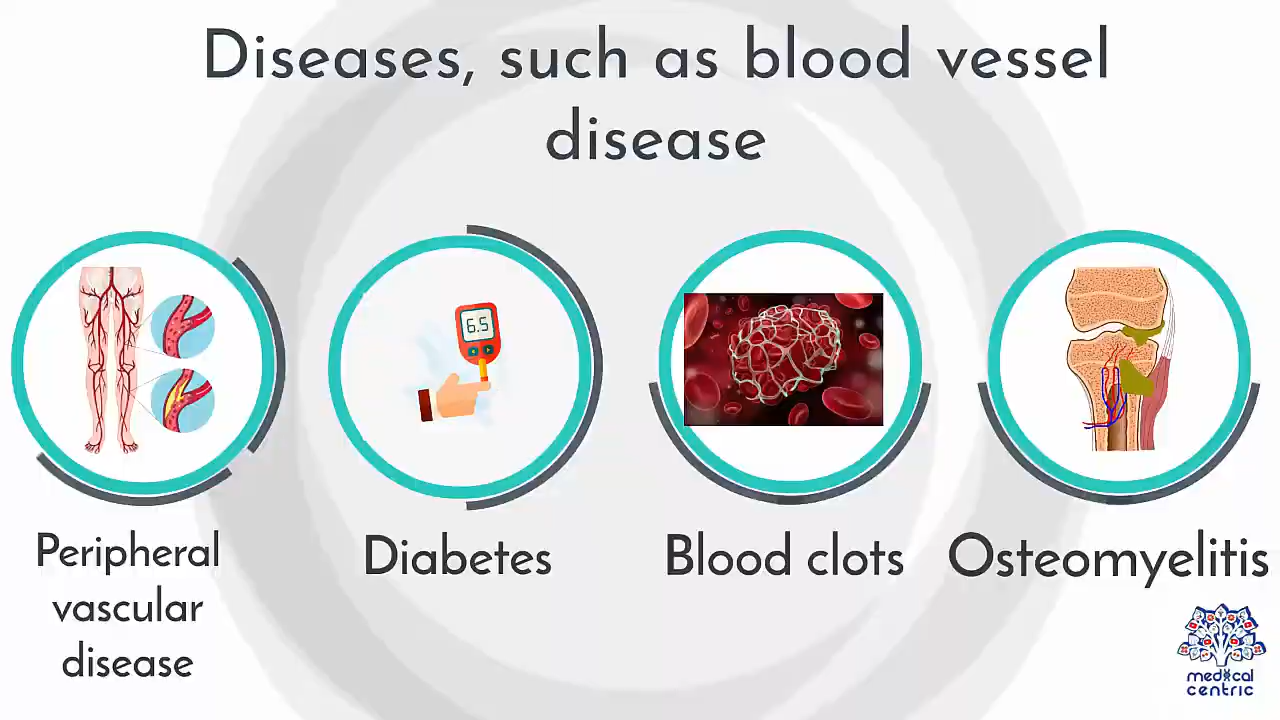 Diseases, such as blood vessel
disease
6.5
Peripheral
vascular
disease
Diabetes
Blood clots
Osteomyelitis
medical
centric